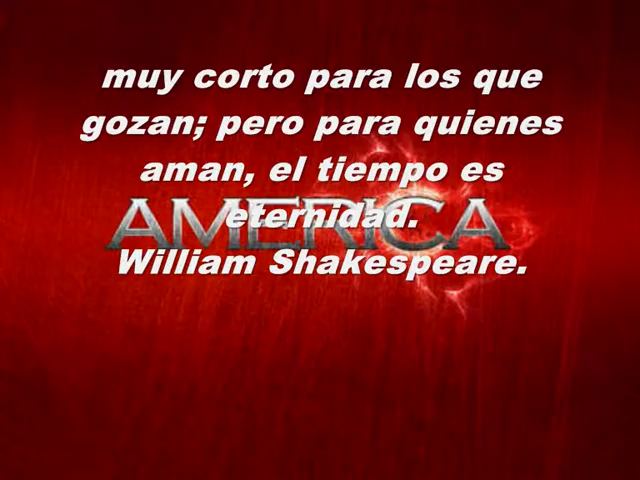 muy corto para los que
gozan; pero para quienes
aman, el tiempo es
eternidad.
AMERICA
William Shakespeare.